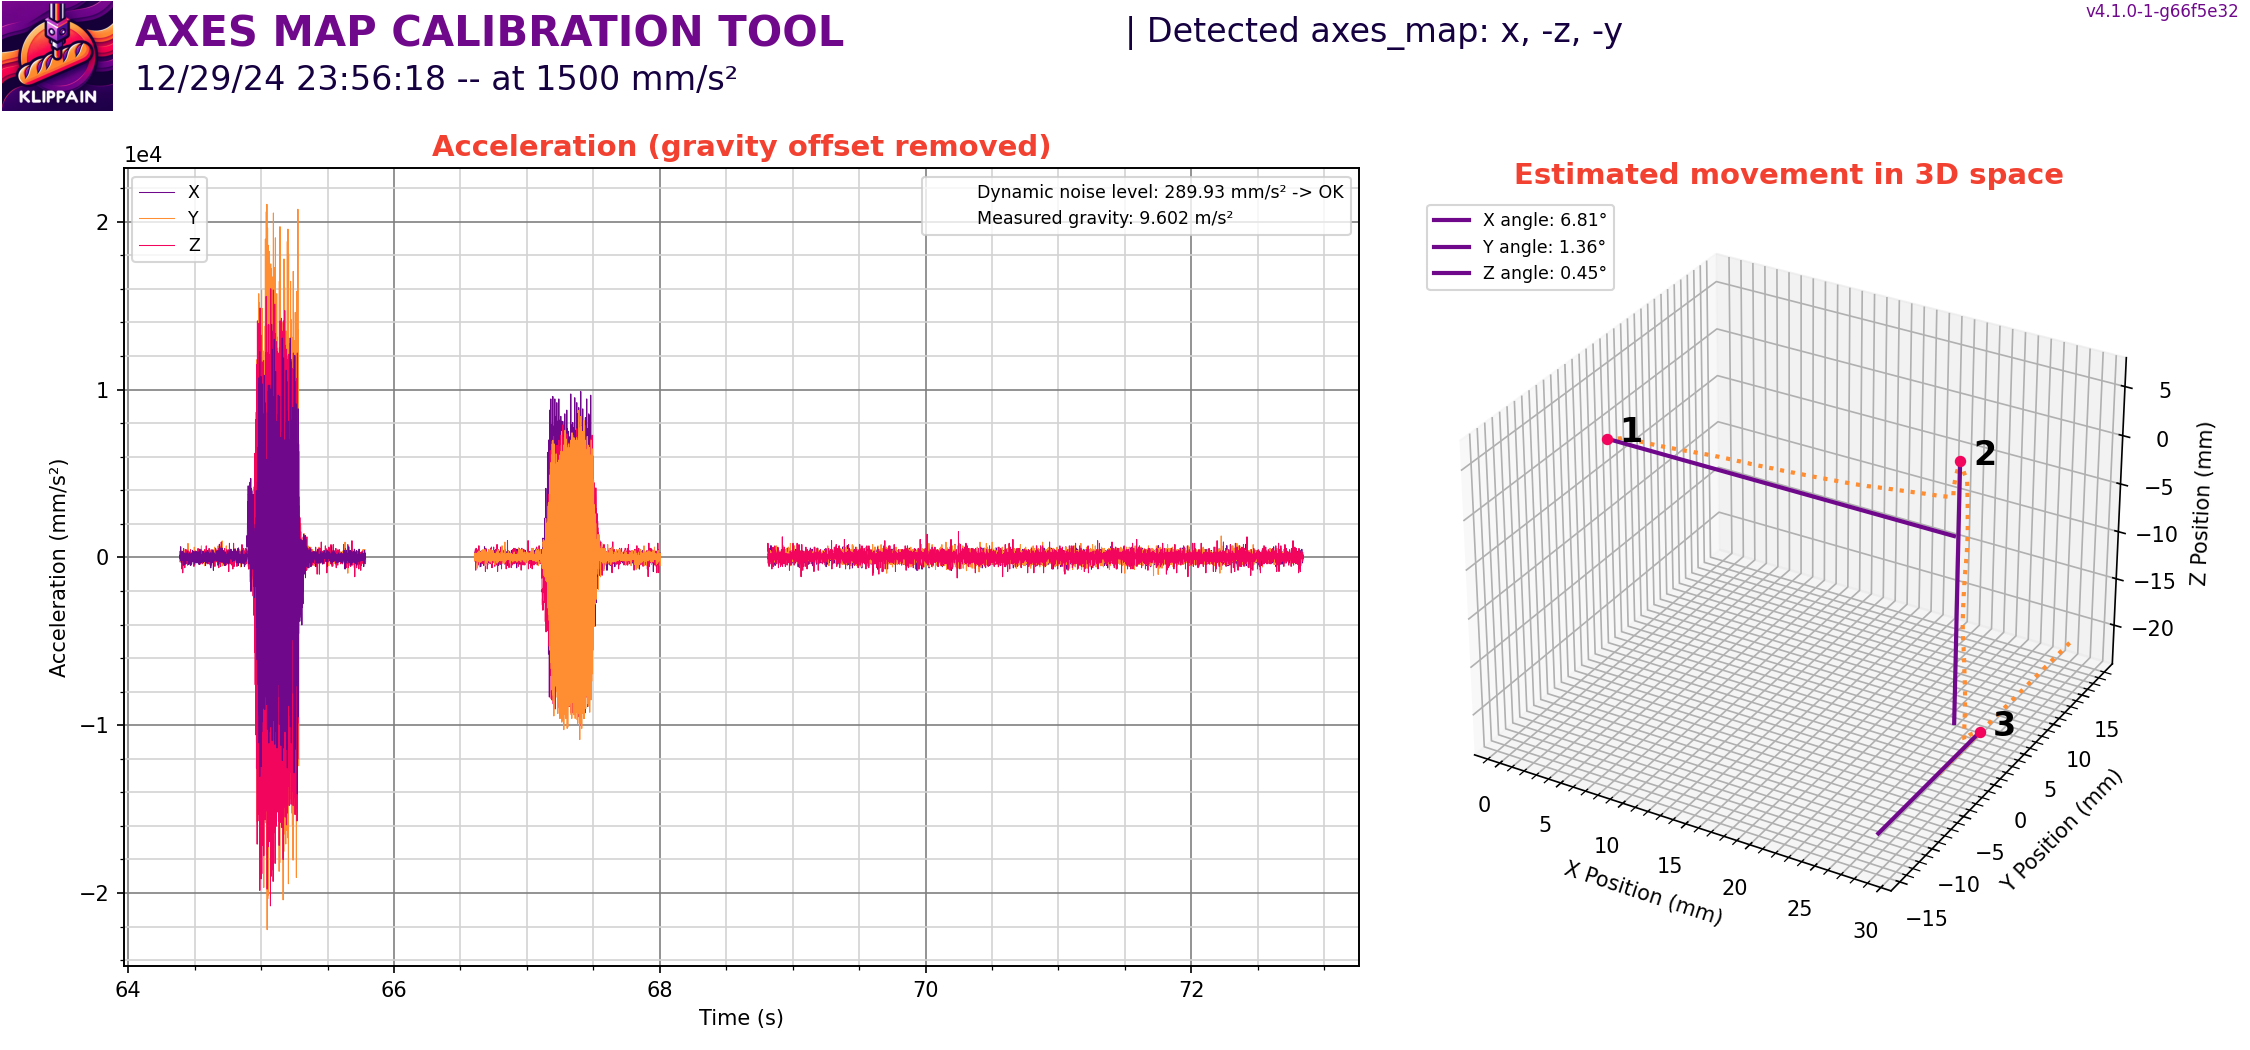 AXES MAP CALIBRATION TOOL
| Detected axes_map: x, -z, -y
v4.1.0-1-g66f5e32
12/29/24 23:56:18 -- at 1500 mm/s²
KLIPPAIN
Acceleration (gravity offset removed)
1e4
X
Y
Z
Dynamic noise level: 289.93 mm/s² -> OK
Measured gravity: 9.602 m/s²
2
1
0
−1
−2
Acceleration (mm/s²)
64
66
68
70
72
Time (s)
Estimated movement in 3D space
X angle: 6.81°
Y angle: 1.36°
Z angle: 0.45°
1
2
3
5
0
−5
−10
−15
−20
Z Position (mm)
15
10
5
0
−5
−10
−15
Y Position (mm)
0
5
10
15
20
25
30
X Position (mm)